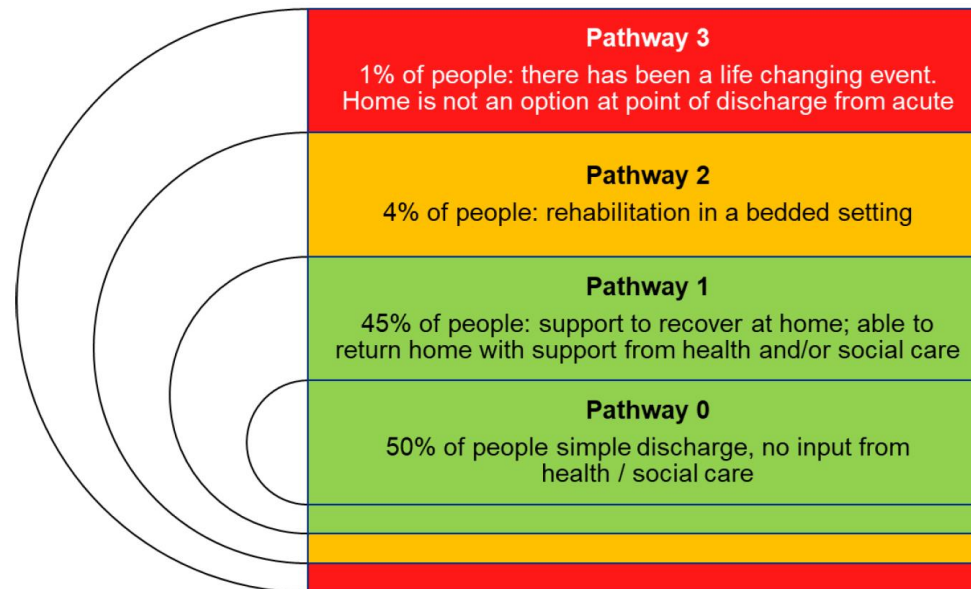 Pathway 3
1% of people: there has been a life changing event.
Home is not an option at point of discharge from acute
Pathway 2
4% of people: rehabilitation in a bedded setting
Pathway 1
45% of people: support to recover at home; able to
return home with support from health and/or social care
Pathway 0
50% of people simple discharge, no input from
health / social care